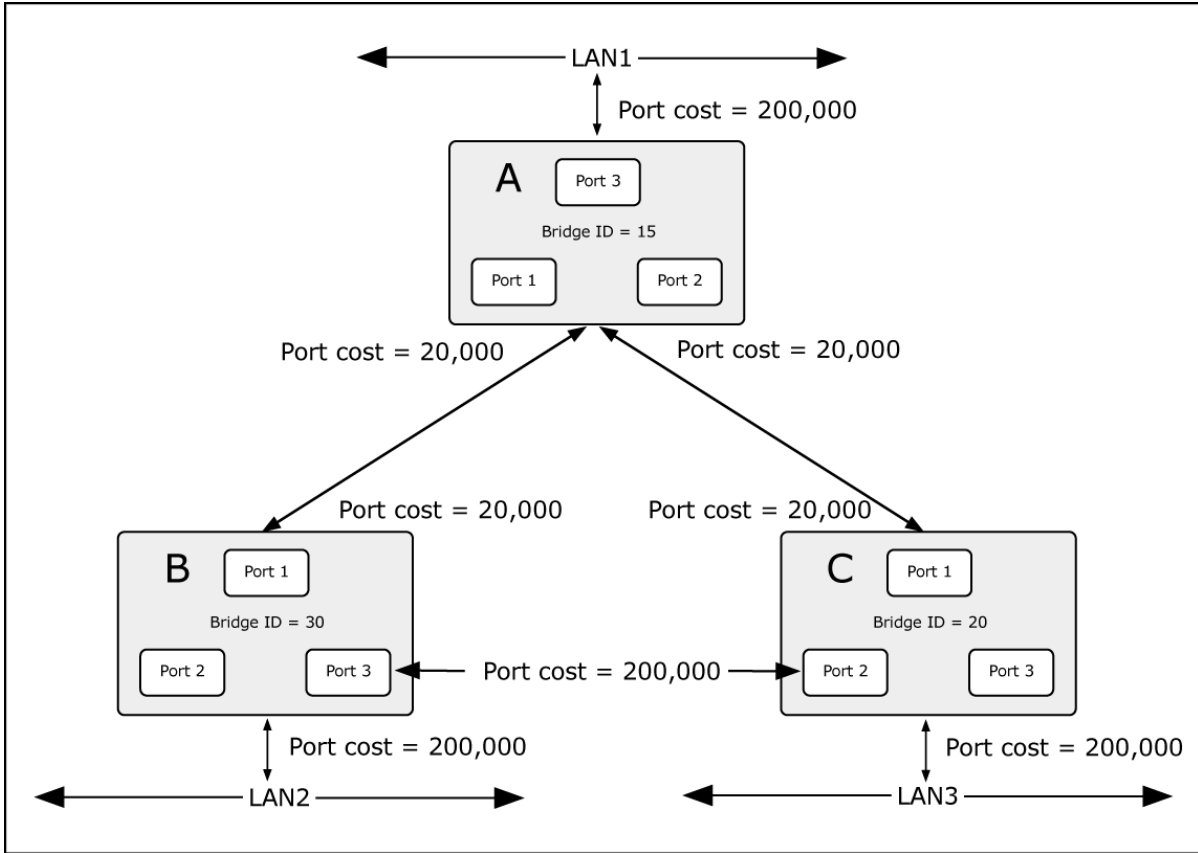 LAN1
Port cost = 200,000
A
Port 3
Bridge ID = 15
Port 1
Port 2
Port cost = 20,000
Port cost = 20,000
Port cost = 20,000
Port cost = 20,000
B
Port 1
Bridge ID = 30
Port 2
Port 3
C
Port 1
Bridge ID = 20
Port 2
Port 3
Port cost = 200,000
Port cost = 200,000
LAN2
Port cost = 200,000
LAN3